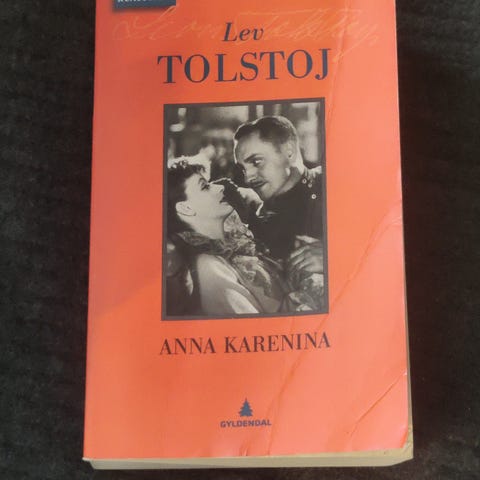 Lev
TOLSTOJ
ANNA KARENINA
GYLDENDAL